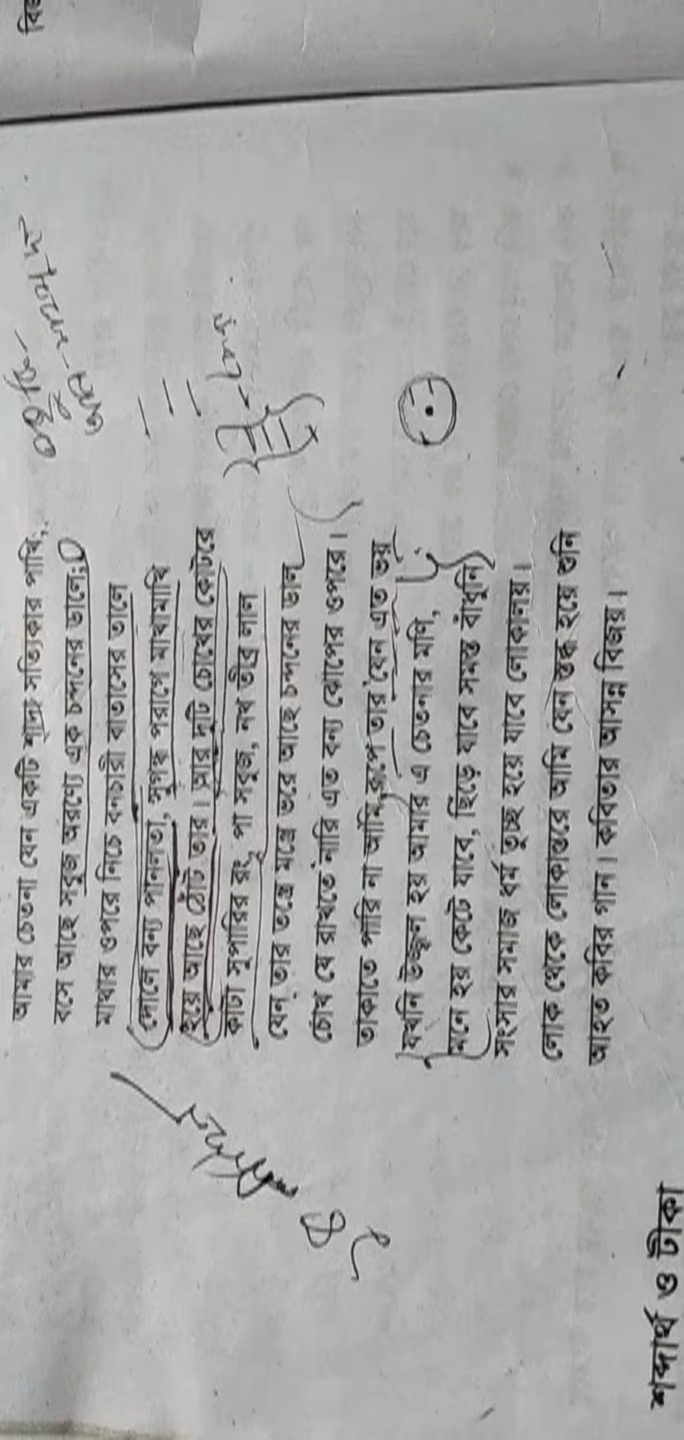 আমার চেতনা যেন একটি শাদা সত্যিকার পাখি,
বসে আছে সবুজ অরণ্যে এক চন্দনের ডালে;
মাথার ওপরে নিচে বনচারী বাতাসের তালে
দোলে বন্য পানলতা, সুগন্ধ পরাগে মাখামাখি
হয়ে আছে ঠোঁট তার। আর দুটি চোখের কোটরে
কাটা সুপারির রং, পা সবুজ, নখ তীব্র লাল
যেন তার তন্ত্রে মন্ত্রে ভরে আছে চন্দনের ডাল
চোখ যে রাখতে নারি এত বন্য ঝোপের ওপরে।
তাকাতে পারি না আমি রূপে তার যেন এত ভয়
যখনি উজ্জ্বল হয় আমার এ চেতনার মণি,
মনে হয় কেটে যাবে, ছিঁড়ে যাবে সমস্ত বাঁধুনি
সংসার সমাজ ধর্ম তুচ্ছ হয়ে যাবে লোকালয়।
লোক থেকে লোকান্তরে আমি যেন স্তব্ধ হয়ে শুনি
আহত কবির গান। কবিতার আসন্ন বিজয়।
শব্দার্থ ও টীকা